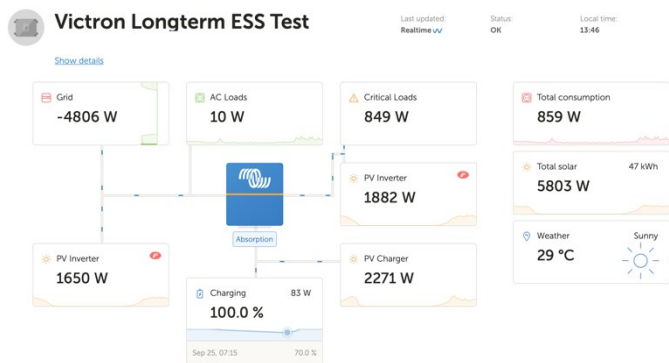 Victron Longterm ESS Test
Last updated:
Realtime
Status:
OK
Local time:
13:46
Show details
Grid
-4806 W
AC Loads
10 W
Critical Loads
849 W
Total consumption
859 W
PV Inverter
1882 W
Total solar
47 kWh
5803 W
Absorption
Weather
Sunny
29 °C
PV Inverter
1650 W
PV Charger
2271 W
Charging
83 W
100.0 %
Sep 25, 07:15
70.0 %